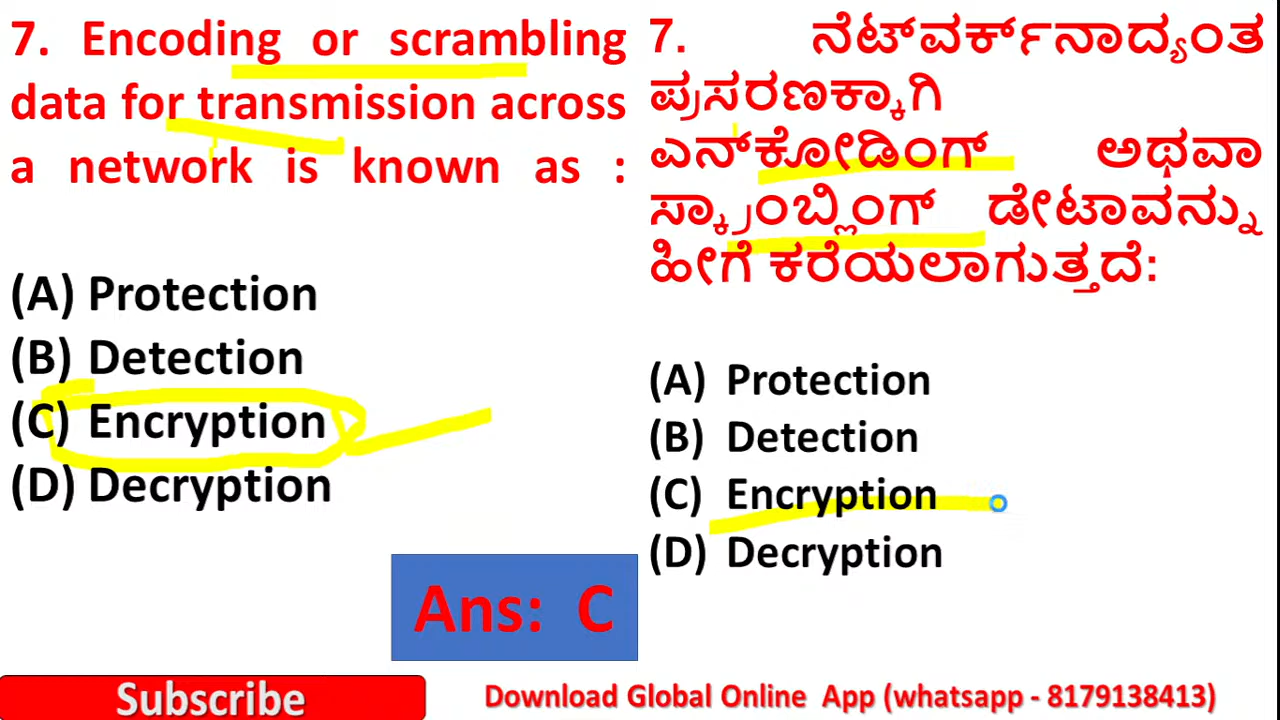 7. Encoding or scrambling
data for transmission across
a network is known as :
(A) Protection
(B) Detection
(C) Encryption
(D) Decryption
7. ನೆಟ್‌ವರ್ಕ್‌ನಾದ್ಯಂತ
ಪ್ರಸರಣಕ್ಕಾಗಿ
ಎನ್‌ಕೋಡಿಂಗ್ ಅಥವಾ
ಸ್ಕ್ರಾಂಬ್ಲಿಂಗ್ ಡೇಟಾವನ್ನು
ಹೀಗೆ ಕರೆಯಲಾಗುತ್ತದೆ:
(A) Protection
(B) Detection
(C) Encryption
(D) Decryption
Ans: C
Subscribe
Download Global Online App (whatsapp - 8179138413)